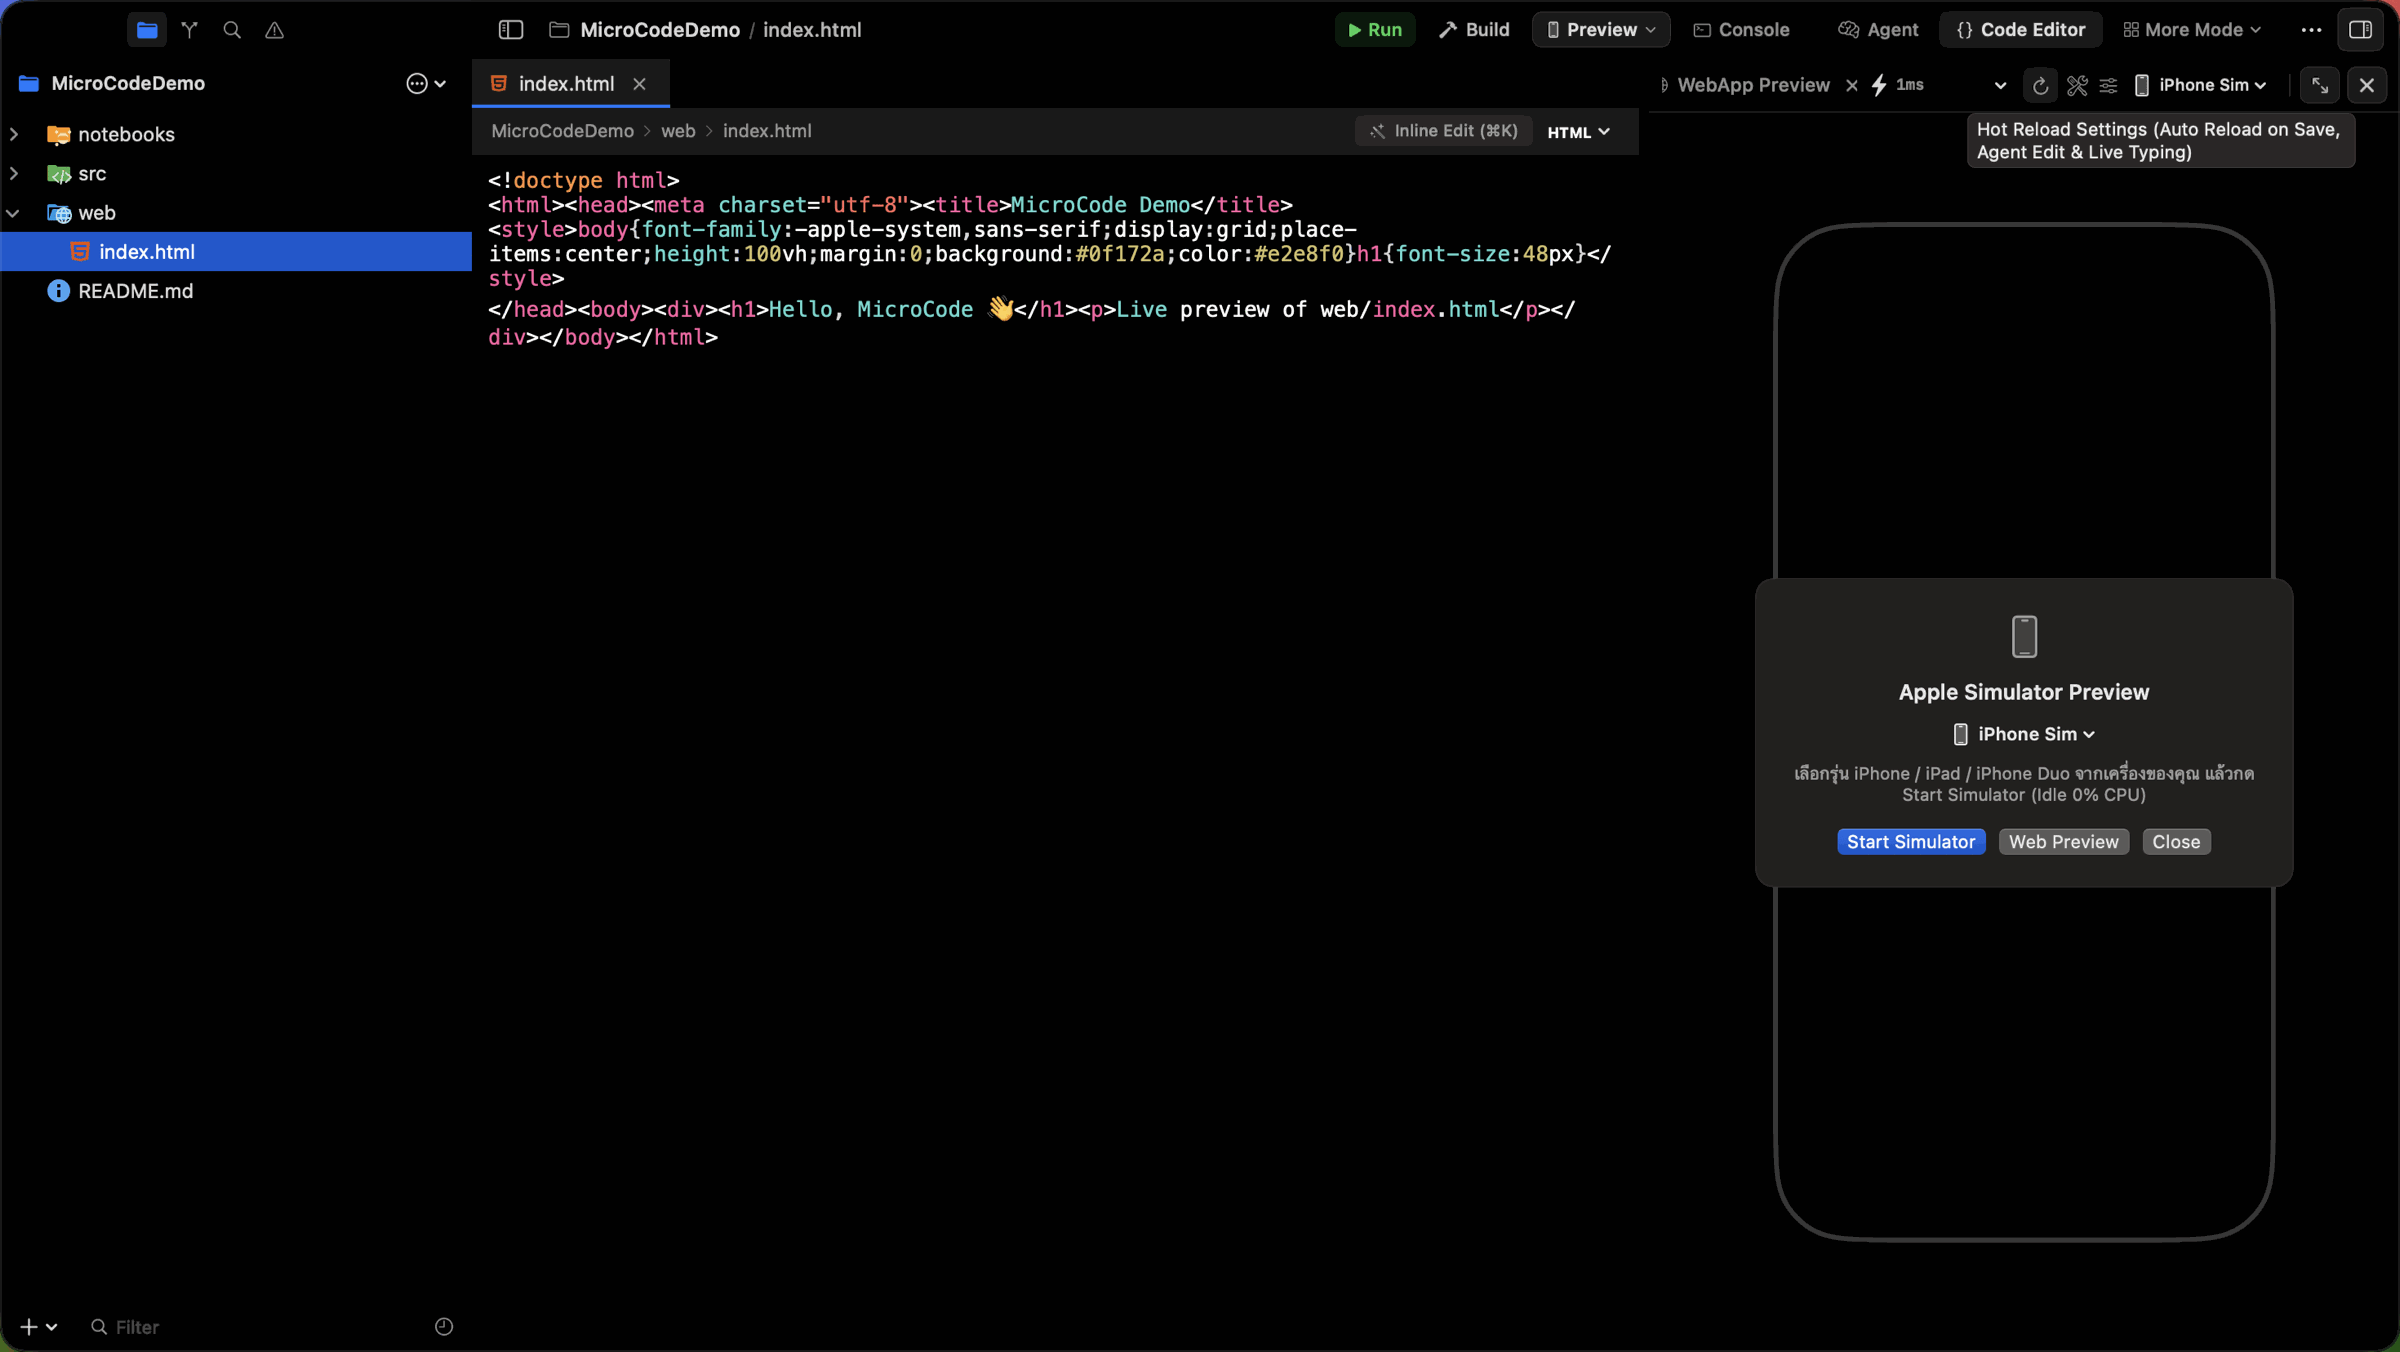 MicroCodeDemo / index.html
Run
Build
Preview
Console
Agent
{} Code Editor
More Mode
MicroCodeDemo
notebooks
src
web
index.html
README.md
Filter
index.html
MicroCodeDemo > web > index.html
Inline Edit (⌘K)
HTML
<!doctype html>
<html><head><meta charset="utf-8"><title>MicroCode Demo</title>
<style>body{font-family:-apple-system,sans-serif;display:grid;place-
items:center;height:100vh;margin:0;background:#0f172a;color:#e2e8f0}h1{font-size:48px}</
style>
</head><body><div><h1>Hello, MicroCode 👋</h1><p>Live preview of web/index.html</p></
div></body></html>
WebApp Preview
1ms
iPhone Sim
Hot Reload Settings (Auto Reload on Save,
Agent Edit & Live Typing)
Apple Simulator Preview
iPhone Sim
เลือกรุ่น iPhone / iPad / iPhone Duo จากเครื่องของคุณ แล้วกด
Start Simulator (Idle 0% CPU)
Start Simulator
Web Preview
Close